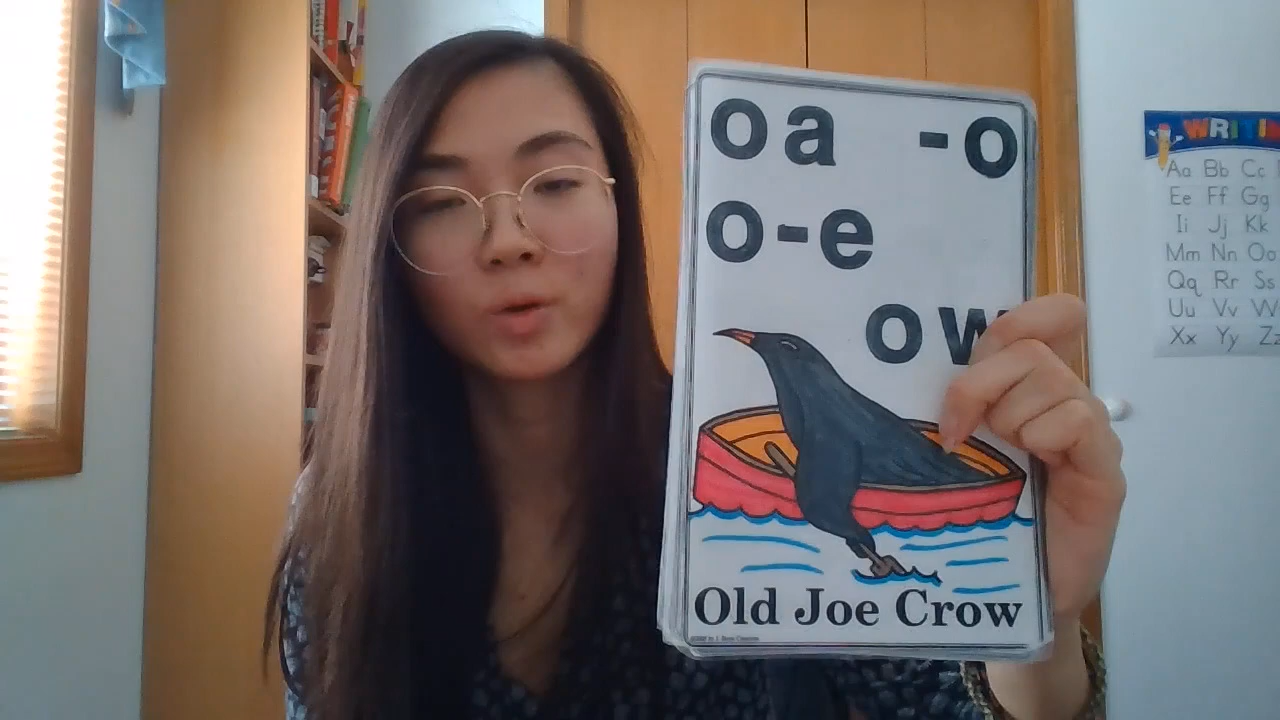 oa -o
o-e
ow
Old Joe Crow
WRITIN
Aa Bb Cc
Ee Ff Gg
Ii Jj Kk
Mm Nn Oo
Qq Rr Ss
Uu Vv W
Xx Yy Zz